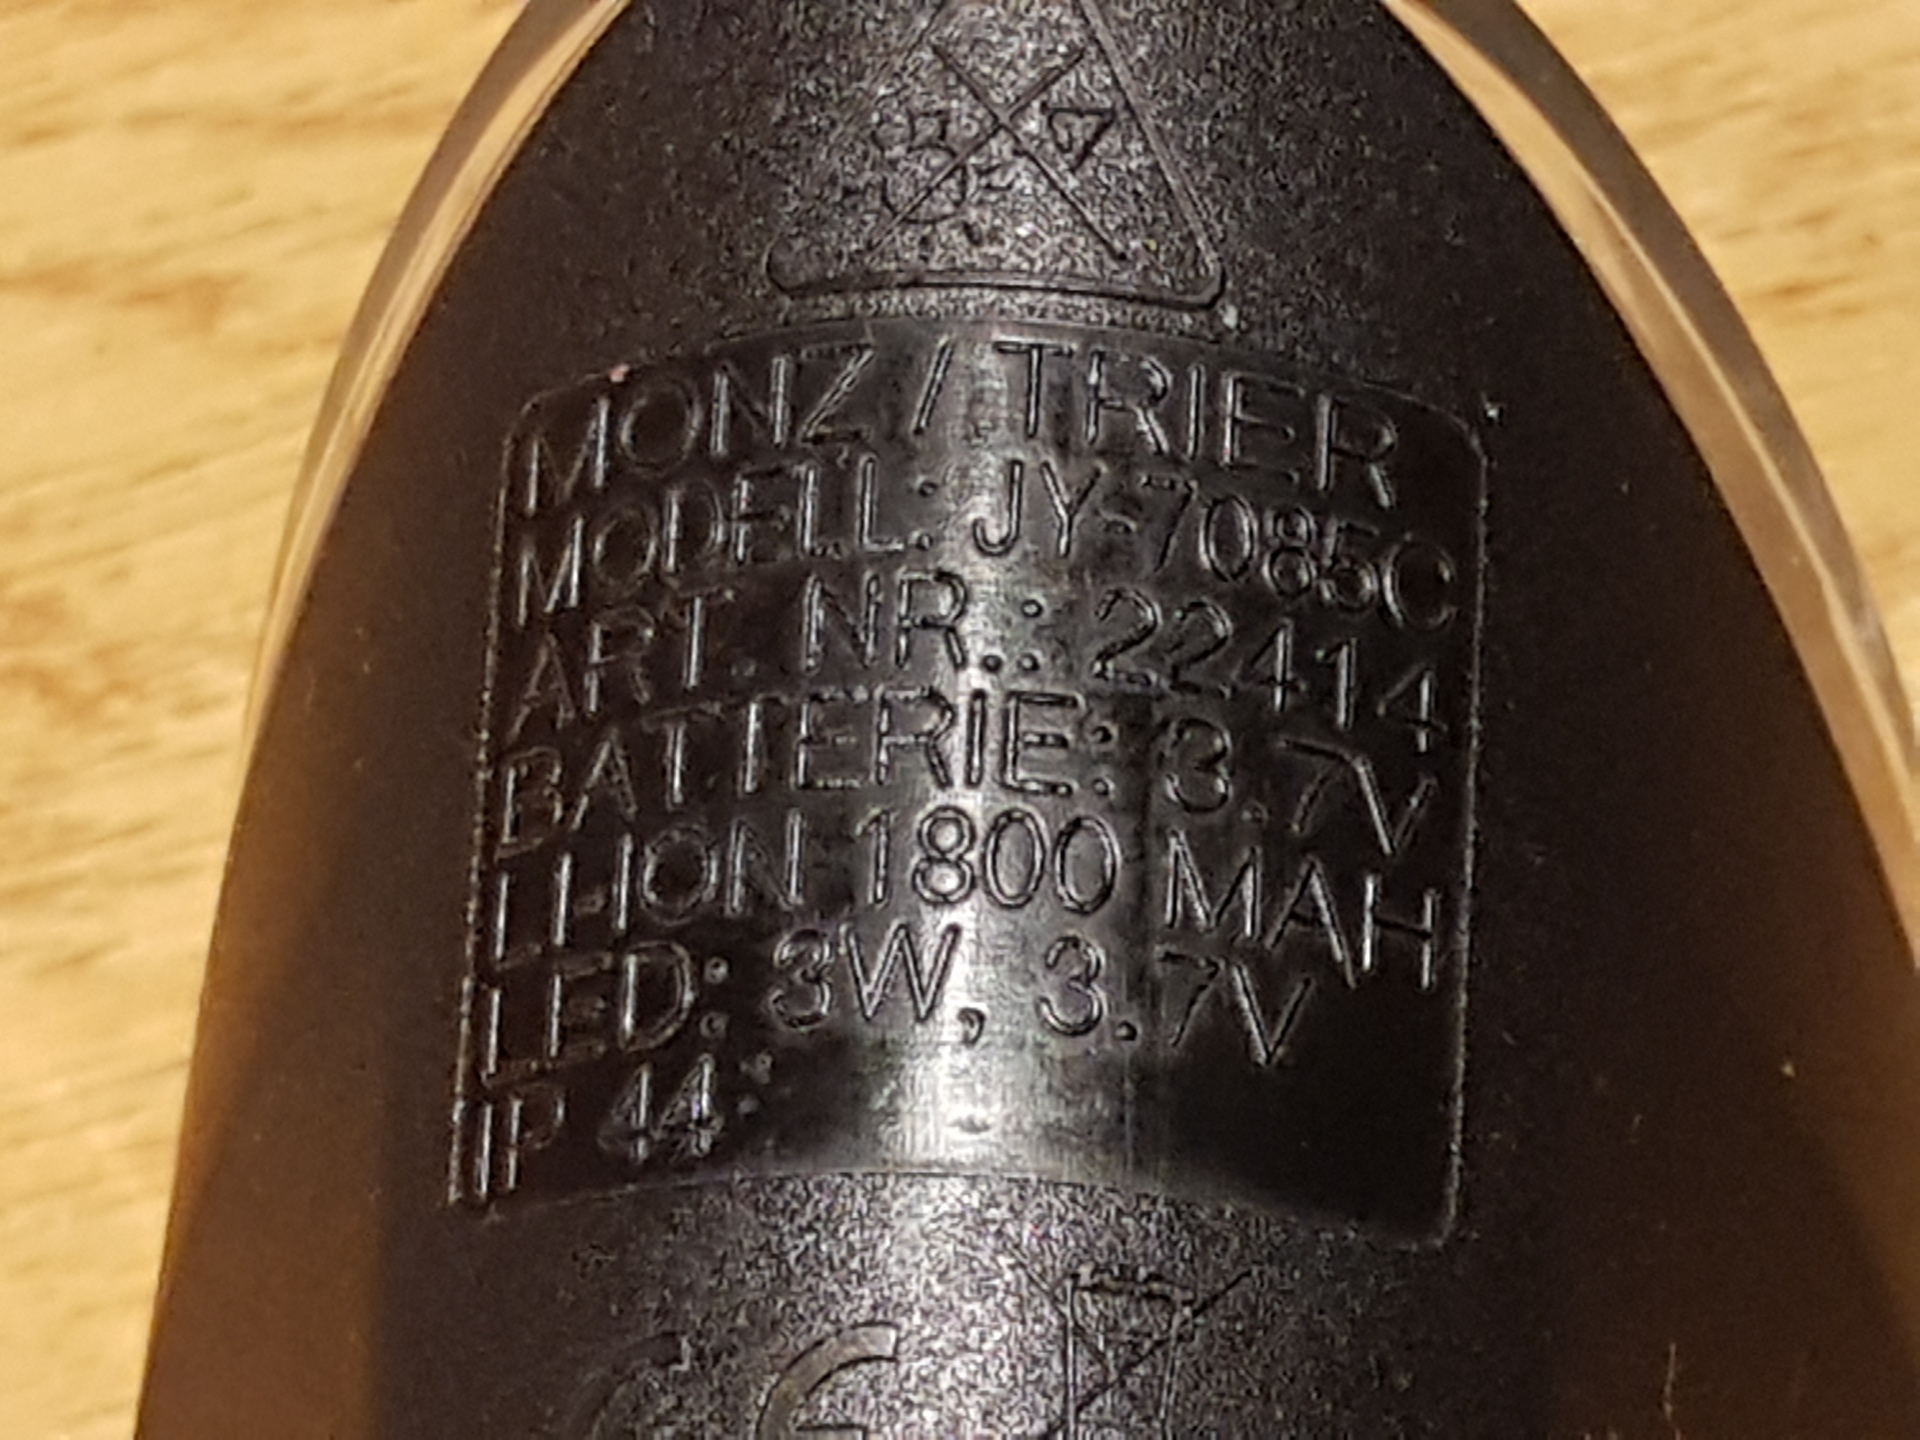 MONZ / TRIER
MODELL: JY-7085C
ART. NR.: 22414
BATTERIE: 3.7V
LI-ION 1800 MAH
LED: 3W, 3.7V
IP 44
CE